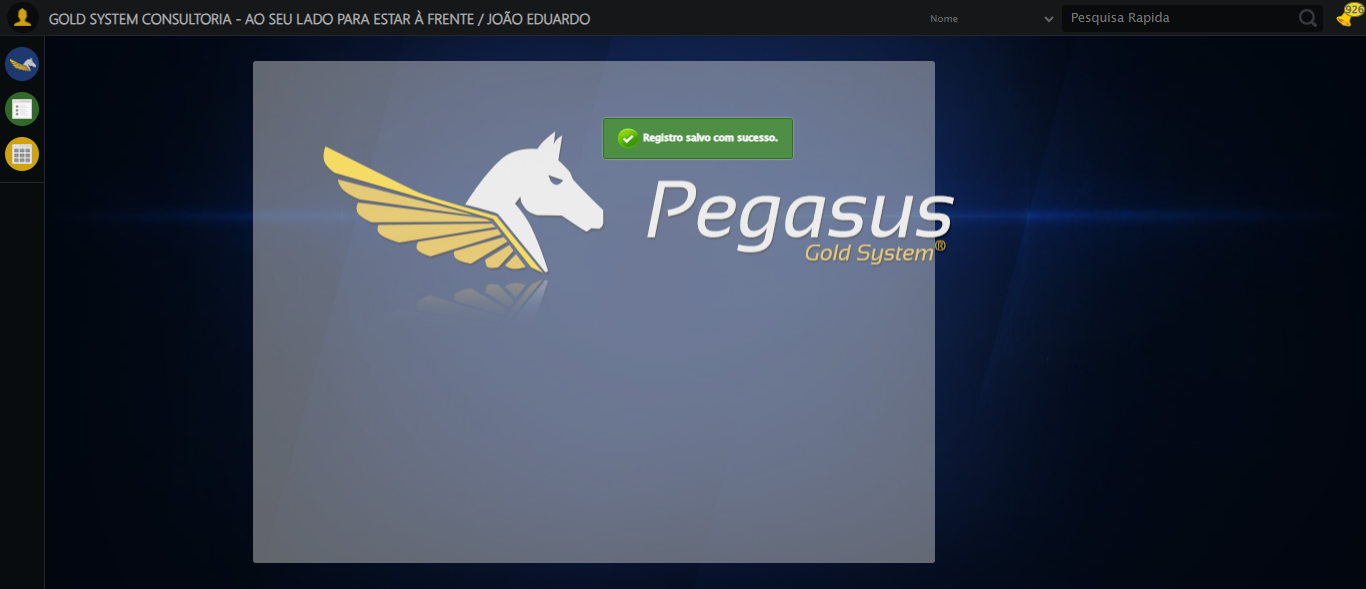 GOLD SYSTEM CONSULTORIA - AO SEU LADO PARA ESTAR À FRENTE / JOÃO EDUARDO
Nome
Pesquisa Rapida
926
Registro salvo com sucesso.
Pegasus
Gold System®